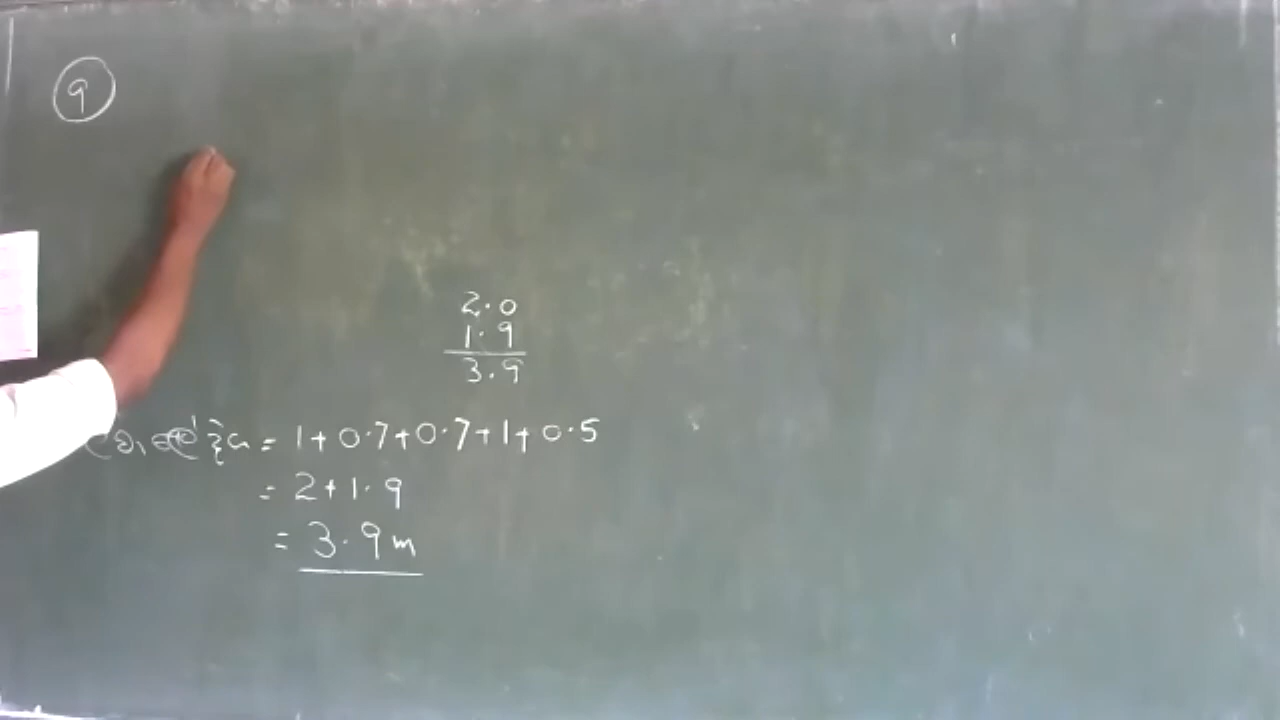 9
2.0
1.9
3.9
= 1 + 0.7 + 0.7 + 1 + 0.5
= 2 + 1.9
= 3.9 m